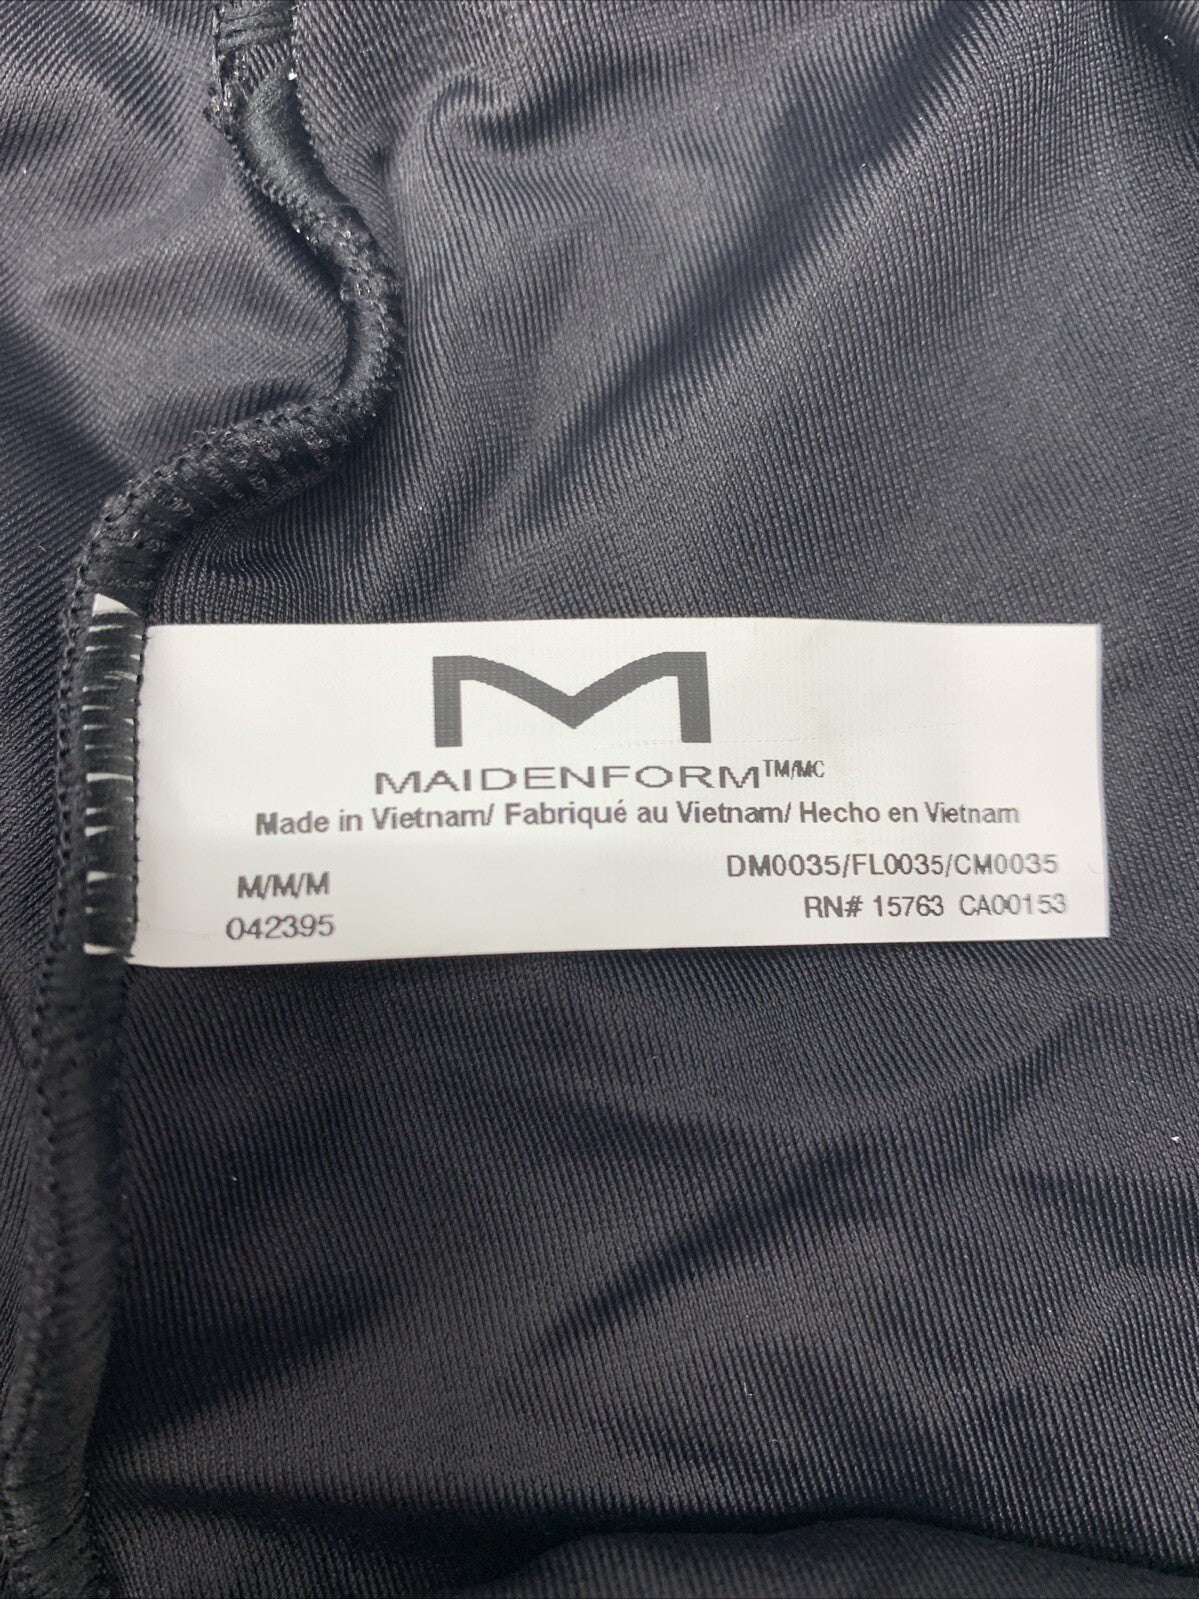 M
MAIDENFORM™/MC
Made in Vietnam/ Fabriqué au Vietnam/ Hecho en Vietnam
M/M/M
042395
DM0035/FL0035/CM0035
RN# 15763 CA00153